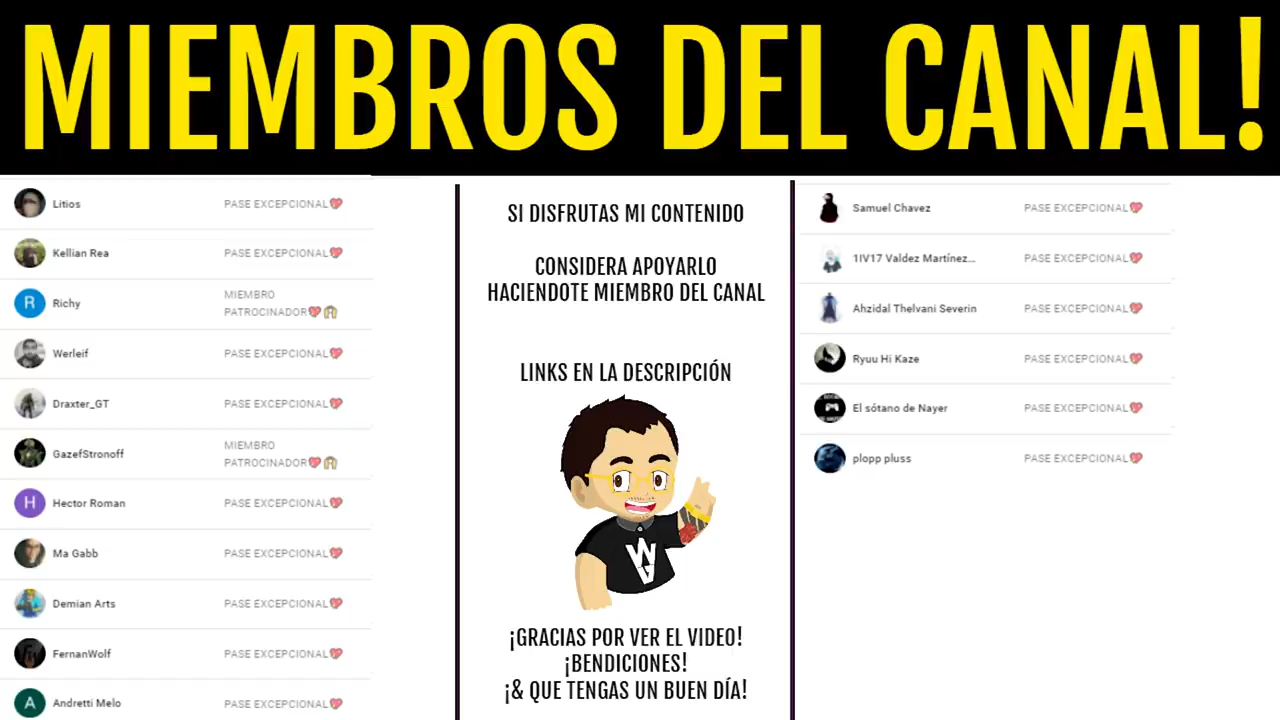 MIEMBROS DEL CANAL!
Litios PASE EXCEPCIONAL
Kellian Rea PASE EXCEPCIONAL
R Richy MIEMBRO
PATROCINADOR
Werleif PASE EXCEPCIONAL
Draxter_GT PASE EXCEPCIONAL
GazefStronoff MIEMBRO
PATROCINADOR
H Hector Roman PASE EXCEPCIONAL
Ma Gabb PASE EXCEPCIONAL
Demian Arts PASE EXCEPCIONAL
FernanWolf PASE EXCEPCIONAL
A Andretti Melo PASE EXCEPCIONAL
SI DISFRUTAS MI CONTENIDO
CONSIDERA APOYARLO
HACIENDOTE MIEMBRO DEL CANAL
LINKS EN LA DESCRIPCIÓN
¡GRACIAS POR VER EL VIDEO!
¡BENDICIONES!
¡& QUE TENGAS UN BUEN DÍA!
Samuel Chavez PASE EXCEPCIONAL
1IV17 Valdez Martínez... PASE EXCEPCIONAL
Ahzidal Thelvani Severin PASE EXCEPCIONAL
Ryuu Hi Kaze PASE EXCEPCIONAL
El sótano de Nayer PASE EXCEPCIONAL
plopp pluss PASE EXCEPCIONAL